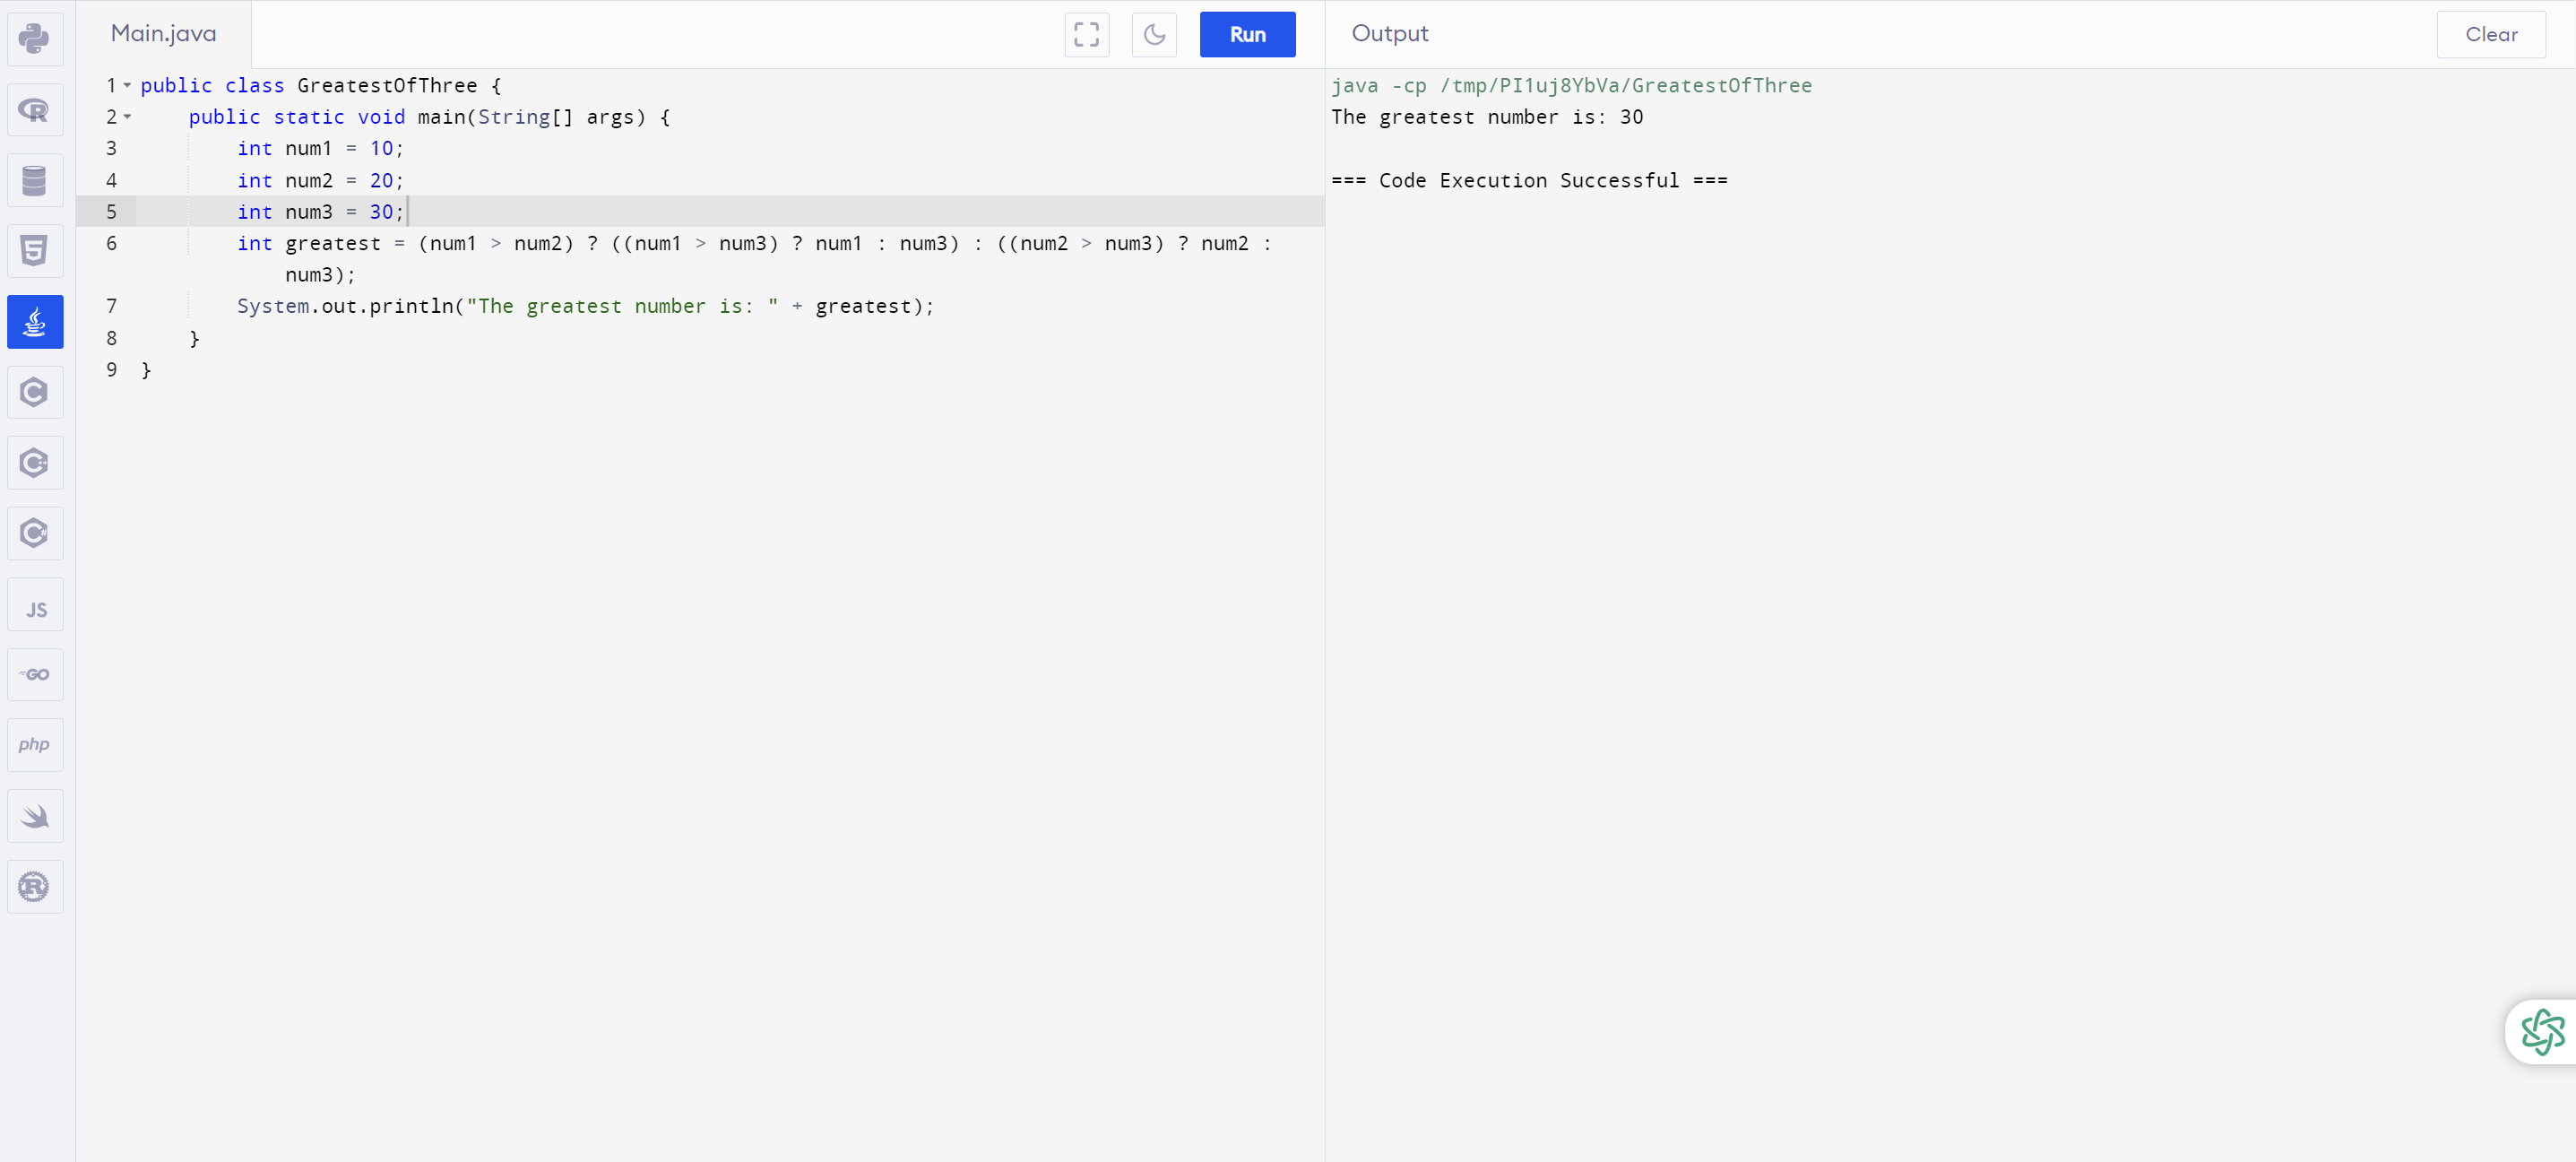 Main.java
Run
Output
Clear
1 public class GreatestOfThree {
2 public static void main(String[] args) {
3 int num1 = 10;
4 int num2 = 20;
5 int num3 = 30;
6 int greatest = (num1 > num2) ? ((num1 > num3) ? num1 : num3) : ((num2 > num3) ? num2 :
num3);
7 System.out.println("The greatest number is: " + greatest);
8 }
9 }
java -cp /tmp/PI1uj8YbVa/GreatestOfThree
The greatest number is: 30
=== Code Execution Successful ===
R
5
C
C++
C#
JS
GO
php
R